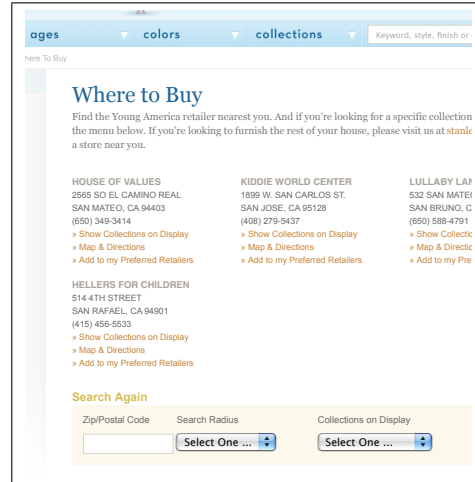 ages colors collections Keyword, style, finish or
here To Buy
Where to Buy
Find the Young America retailer nearest you. And if you're looking for a specific collection
the menu below. If you're looking to furnish the rest of your house, please visit us at stanle
a store near you.
HOUSE OF VALUES
2565 SO EL CAMINO REAL
SAN MATEO, CA 94403
(650) 349-3414
» Show Collections on Display
» Map & Directions
» Add to my Preferred Retailers
KIDDIE WORLD CENTER
1899 W. SAN CARLOS ST.
SAN JOSE, CA 95128
(408) 279-5437
» Show Collections on Display
» Map & Directions
» Add to my Preferred Retailers
LULLABY LAN
532 SAN MATEO
SAN BRUNO, C
(650) 588-4791
» Show Collectio
» Map & Directio
» Add to my Pre
HELLERS FOR CHILDREN
514 4TH STREET
SAN RAFAEL, CA 94901
(415) 456-5533
» Show Collections on Display
» Map & Directions
» Add to my Preferred Retailers
Search Again
Zip/Postal Code Search Radius Collections on Display
Select One ... Select One ...